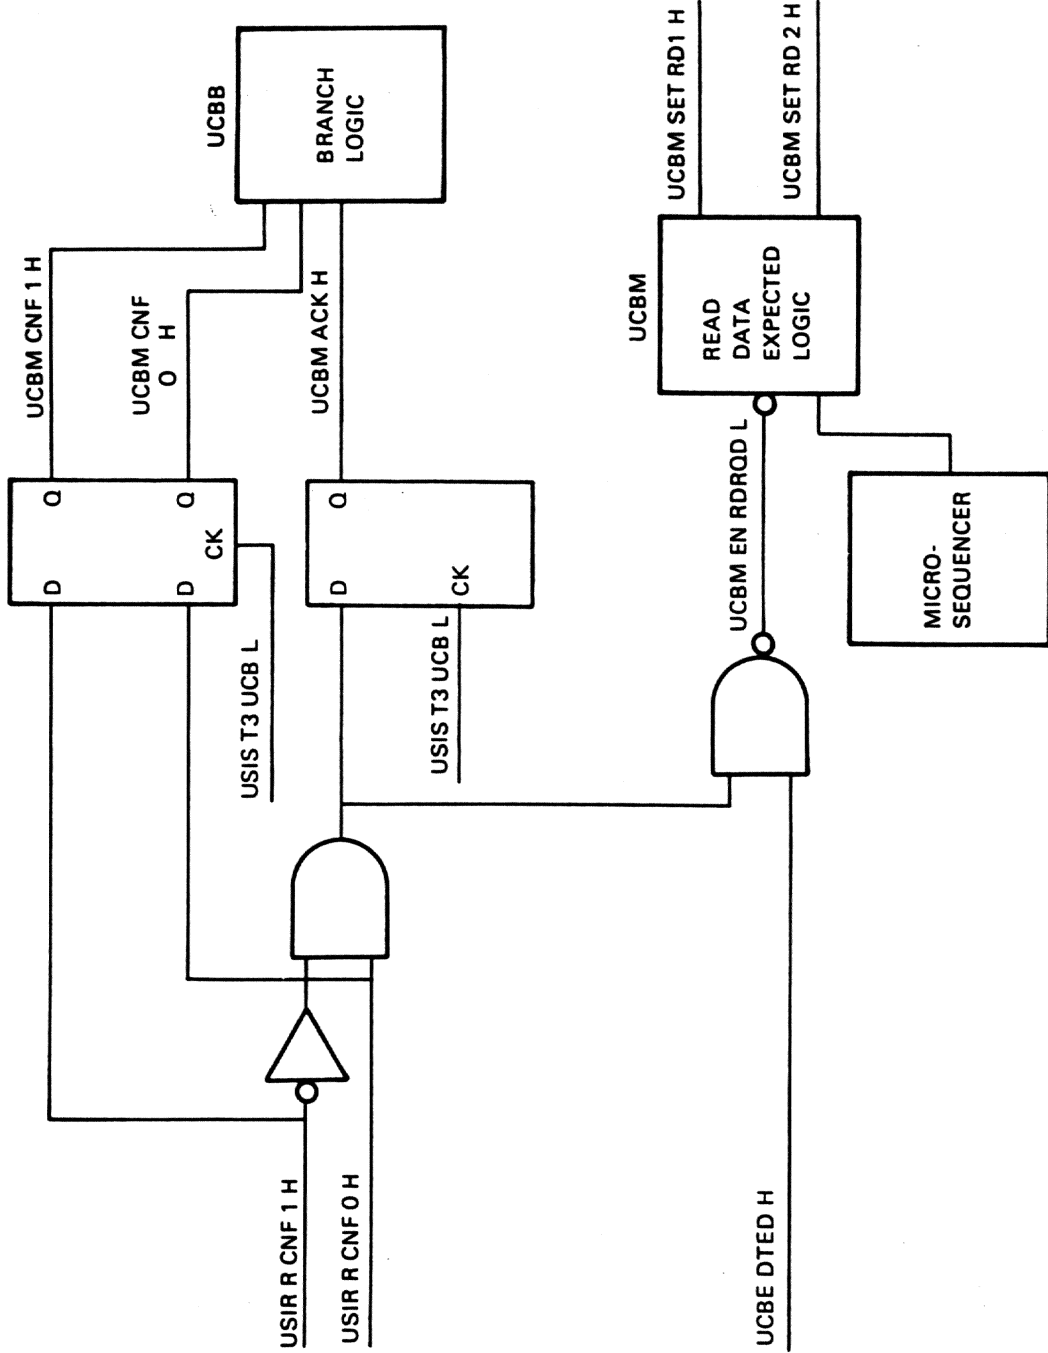 USIR R CNF 1 H
USIR R CNF 0 H
UCBE DTED H
USIS T3 UCB L
USIS T3 UCB L
D
Q
D
Q
CK
D
Q
CK
UCBM CNF 1 H
UCBM CNF
O H
UCBM ACK H
UCBB
BRANCH
LOGIC
UCBM EN RDRQD L
MICRO-
SEQUENCER
UCBM
READ
DATA
EXPECTED
LOGIC
UCBM SET RD1 H
UCBM SET RD 2 H